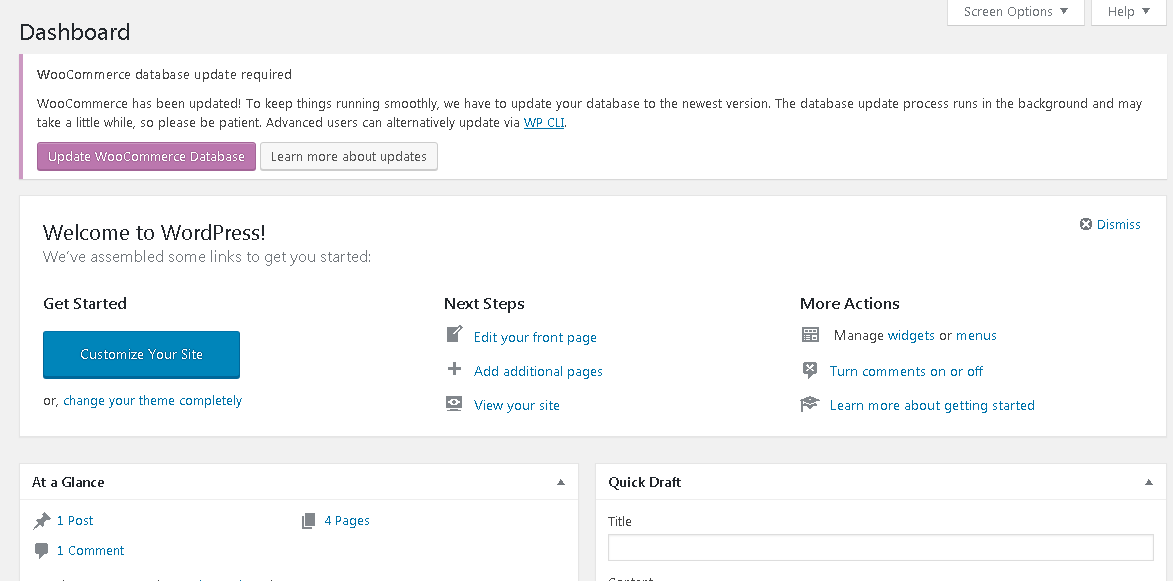 Screen Options Help
Dashboard
WooCommerce database update required
WooCommerce has been updated! To keep things running smoothly, we have to update your database to the newest version. The database update process runs in the background and may
take a little while, so please be patient. Advanced users can alternatively update via WP CLI.
Update WooCommerce Database Learn more about updates
Welcome to WordPress!
Dismiss
We've assembled some links to get you started:
Get Started
Customize Your Site
or, change your theme completely
Next Steps
Edit your front page
Add additional pages
View your site
More Actions
Manage widgets or menus
Turn comments on or off
Learn more about getting started
At a Glance
1 Post
4 Pages
1 Comment
Quick Draft
Title